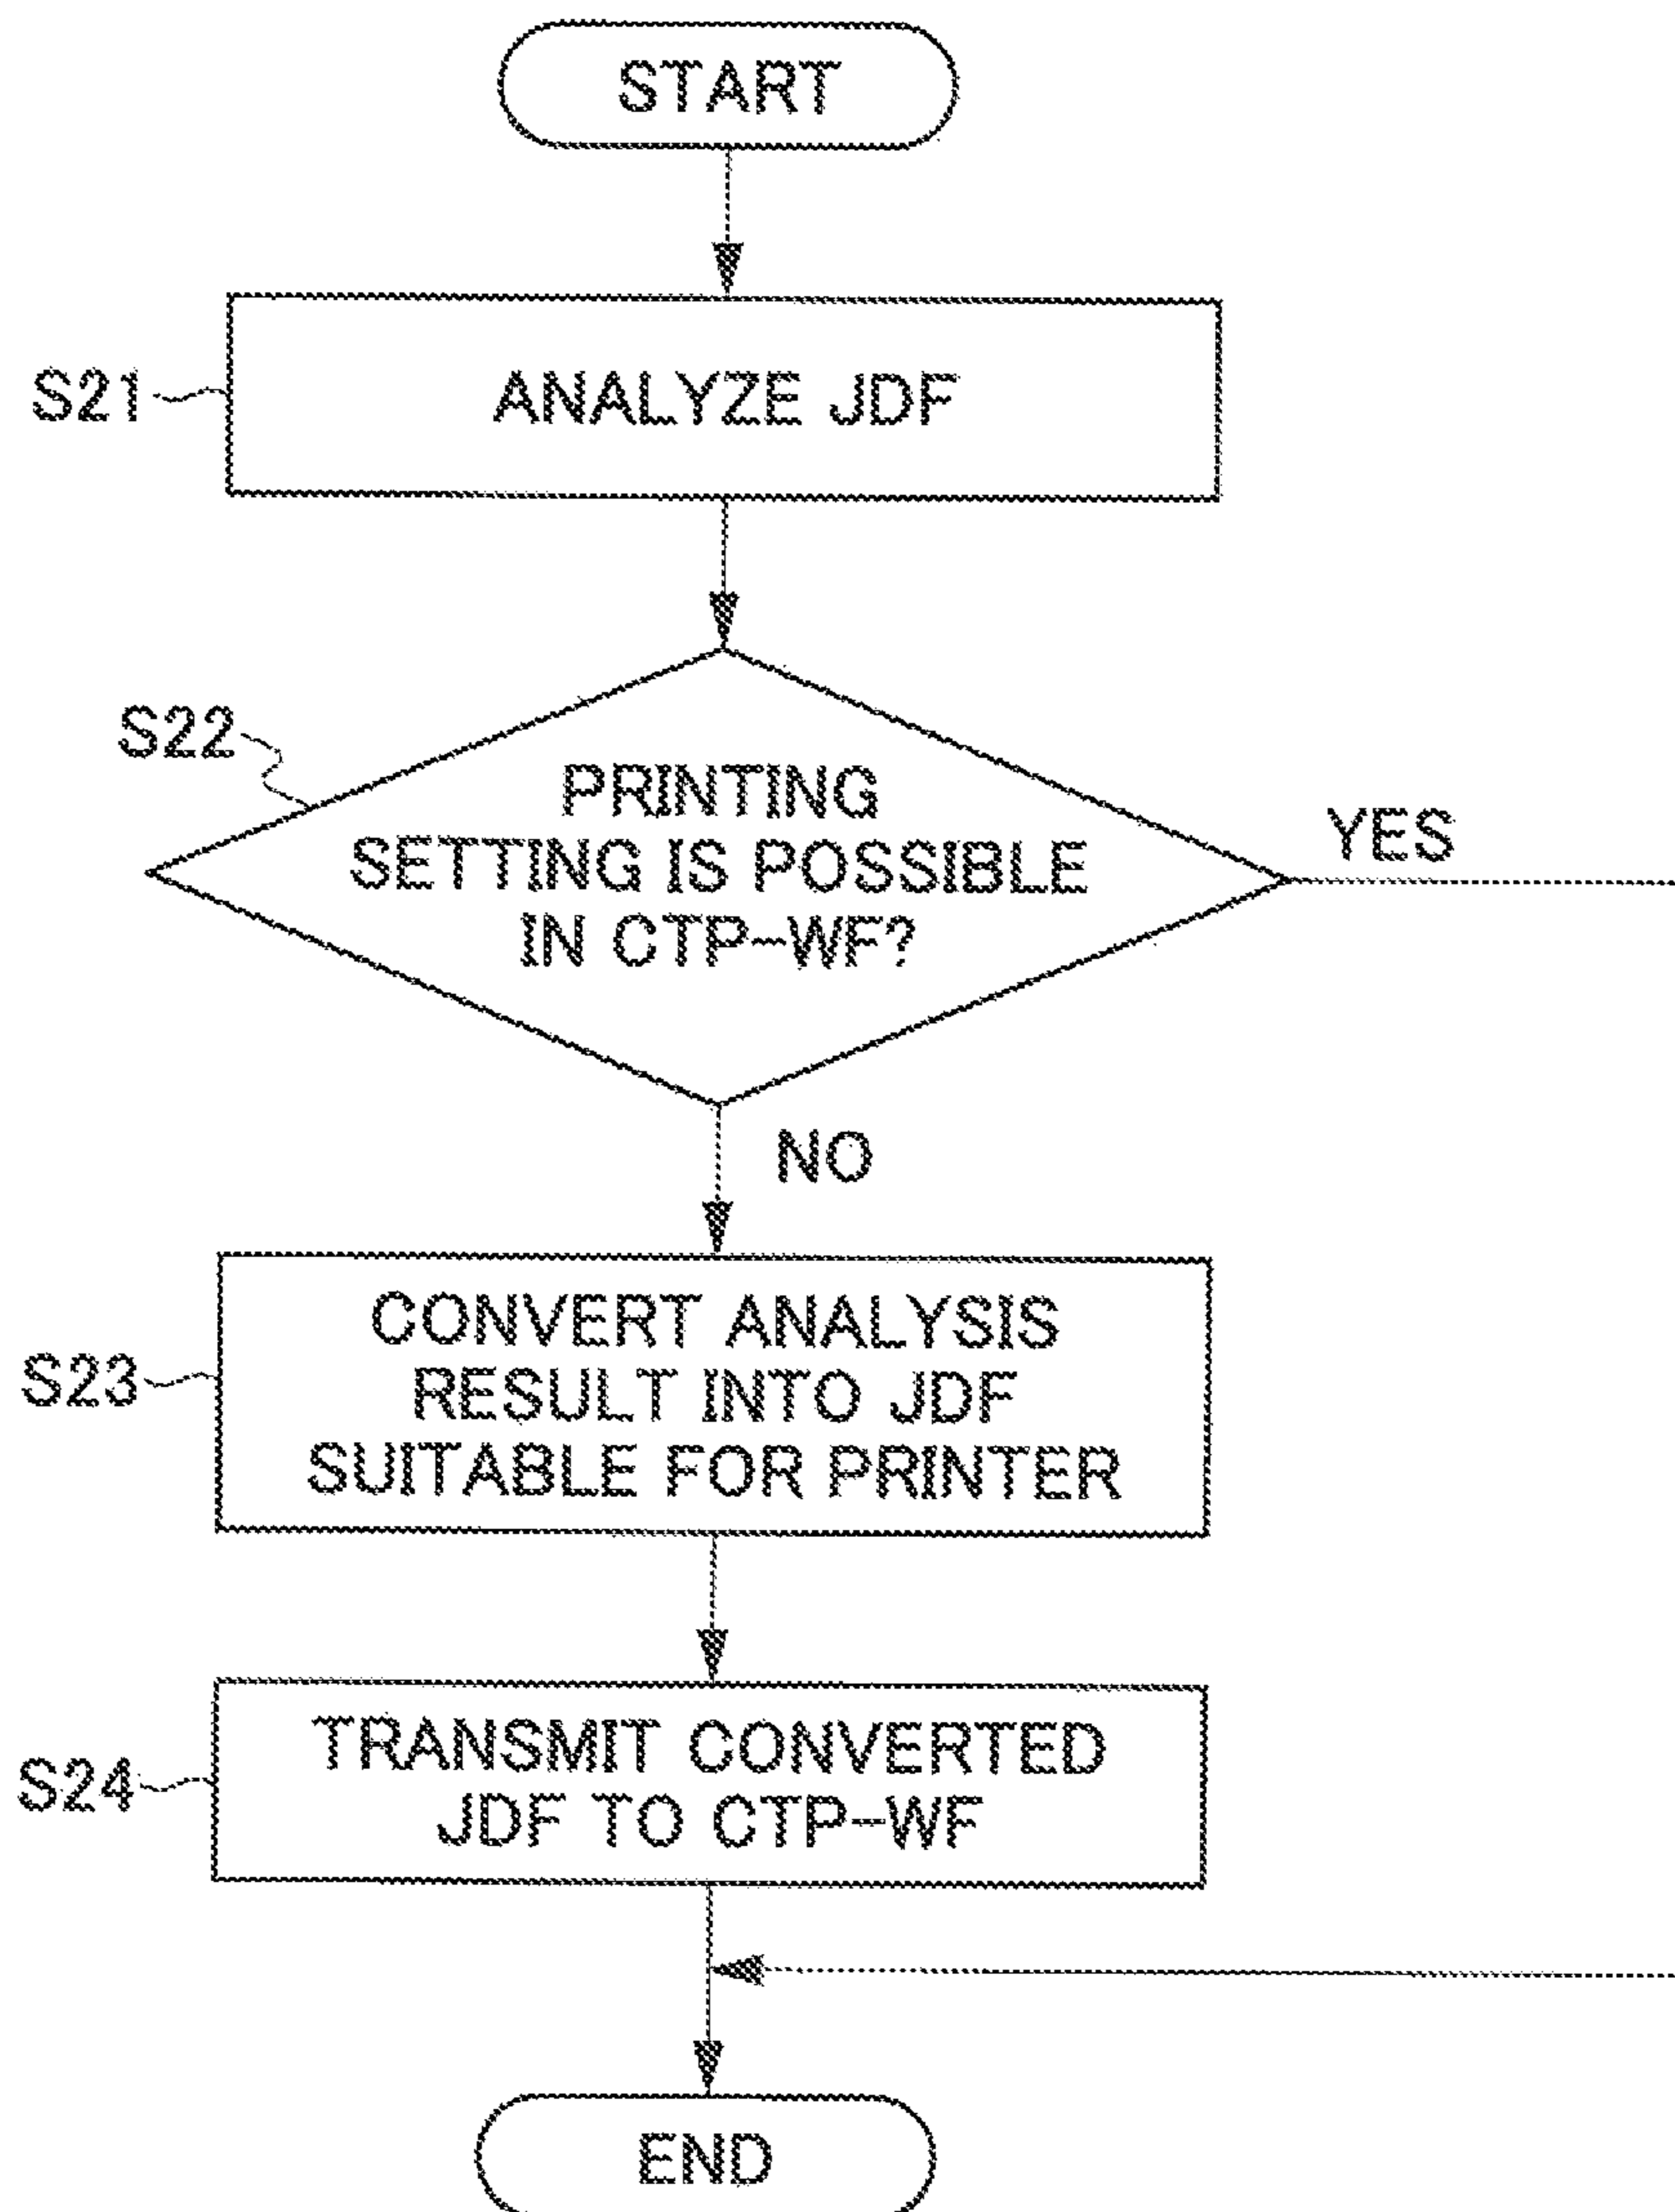 START
S21
ANALYZE JDF
S22
PRINTING
SETTING IS POSSIBLE
IN CTP-WF?
YES
NO
S23
CONVERT ANALYSIS
RESULT INTO JDF
SUITABLE FOR PRINTER
S24
TRANSMIT CONVERTED
JDF TO CTP-WF
END